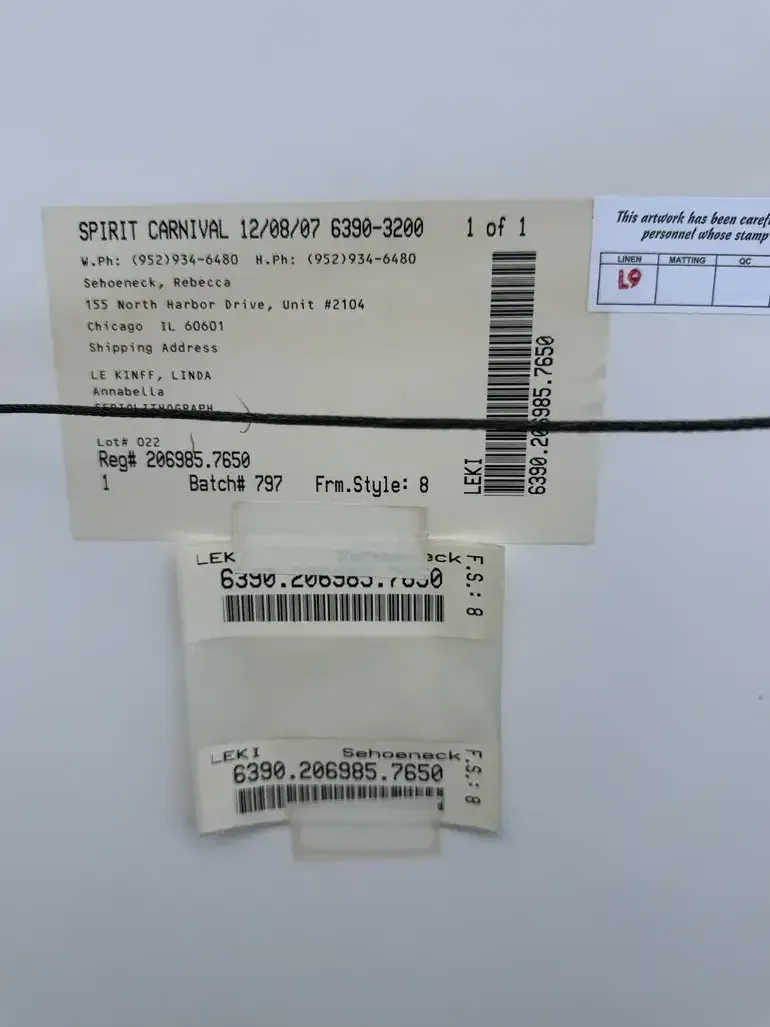 SPIRIT CARNIVAL 12/08/07 6390-3200 1 of 1
W.Ph: (952)934-6480 H.Ph: (952)934-6480
Sehoeneck, Rebecca
155 North Harbor Drive, Unit #2104
Chicago IL 60601
Shipping Address
LE KINFF, LINDA
Annabella
SERIOLITHOGRAPH
Lot# 022
Reg# 206985.7650
1 Batch# 797 Frm.Style: 8
LEKI
6390.206985.7650
This artwork has been caref
personnel whose stamp
LINEN MATTING QC
L9
LEK eck
6390.206985.7650
F.S.: 8
LEKI Sehoeneck
6390.206985.7650
F.S.: 8